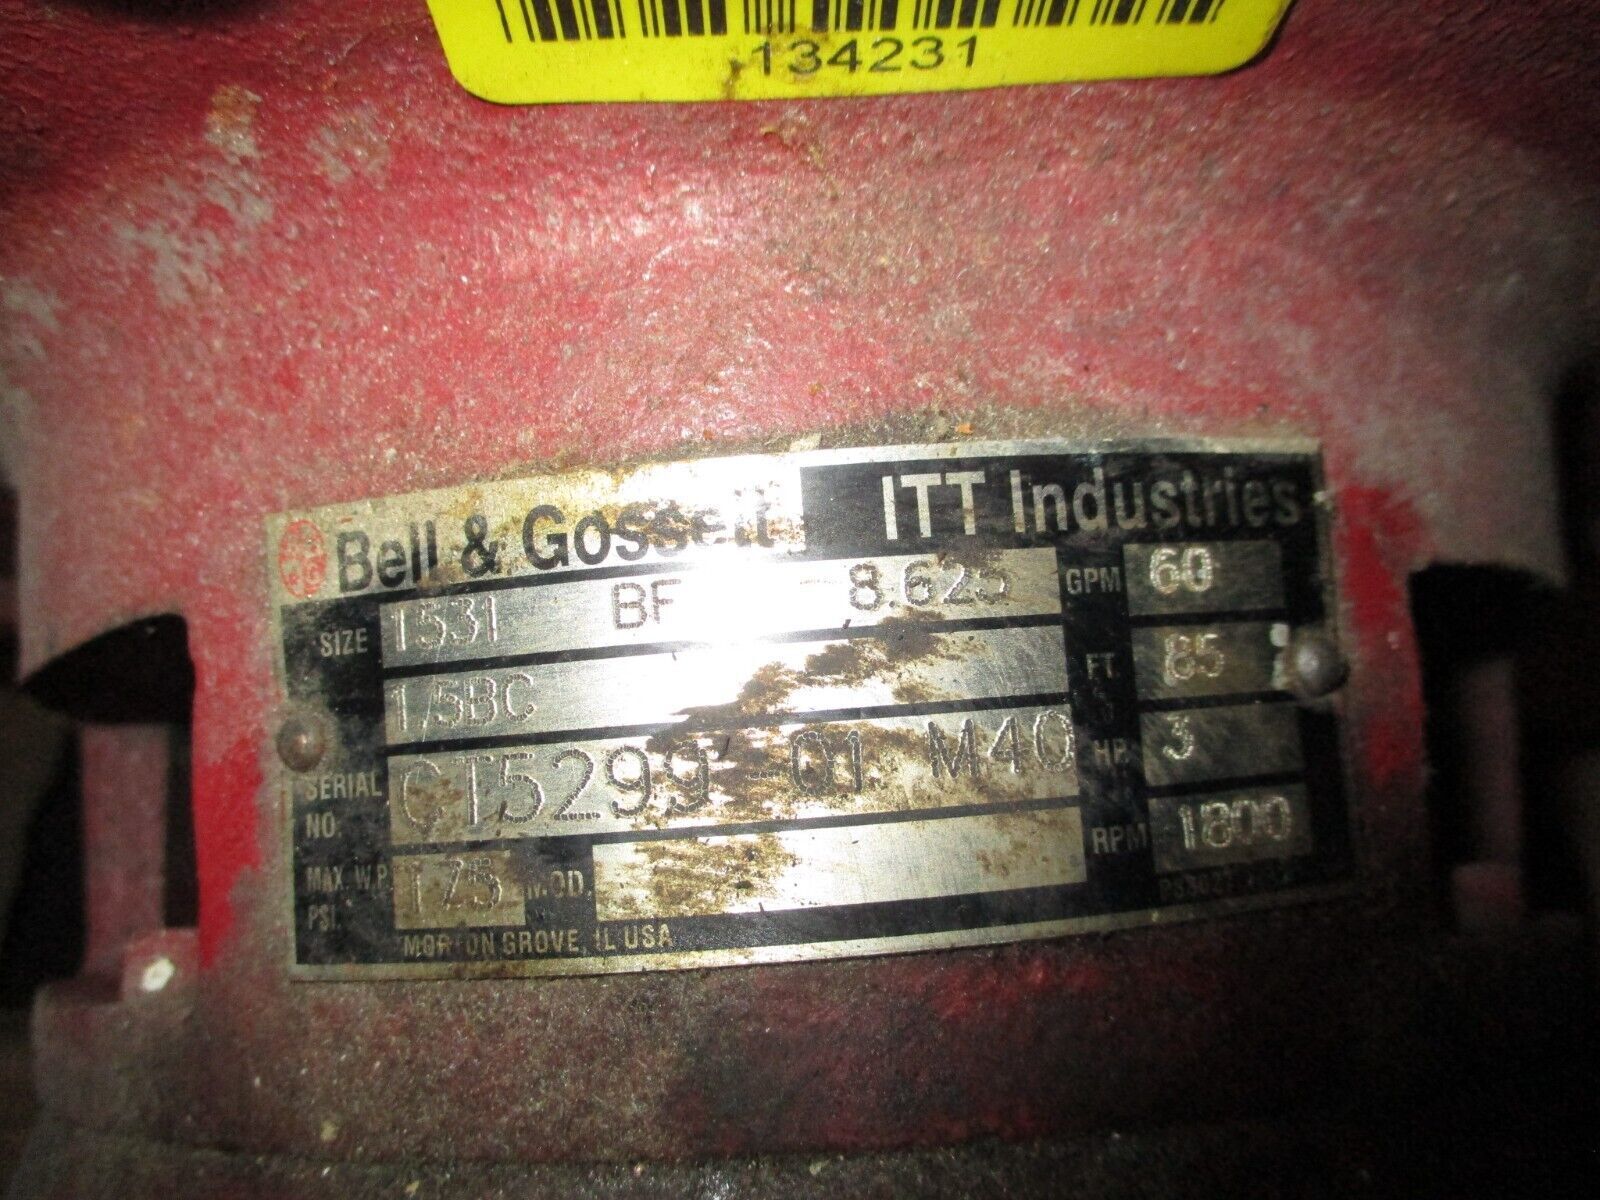 134231
Bell & Gossett ITT Industries
SIZE 1531 BF 8.625 GPM 60
1.5BC FT 85
SERIAL NO. CT5299-01 M40 HP 3
MAX. W.P. PSI. 175 MOD. RPM 1800
MORTON GROVE, IL USA